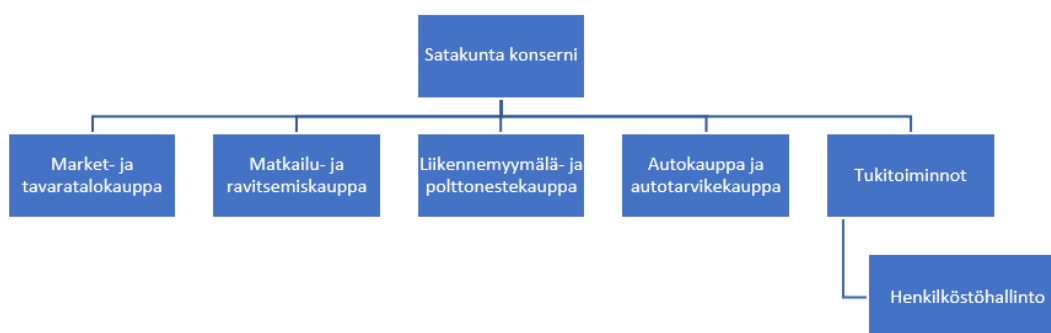 Satakunta konserni
Market- ja
tavaratalokauppa
Matkailu- ja
ravitsemiskauppa
Liikennemyymälä- ja
polttonestekauppa
Autokauppa ja
autotarvikekauppa
Tukitoiminnot
Henkilköstöhallinto